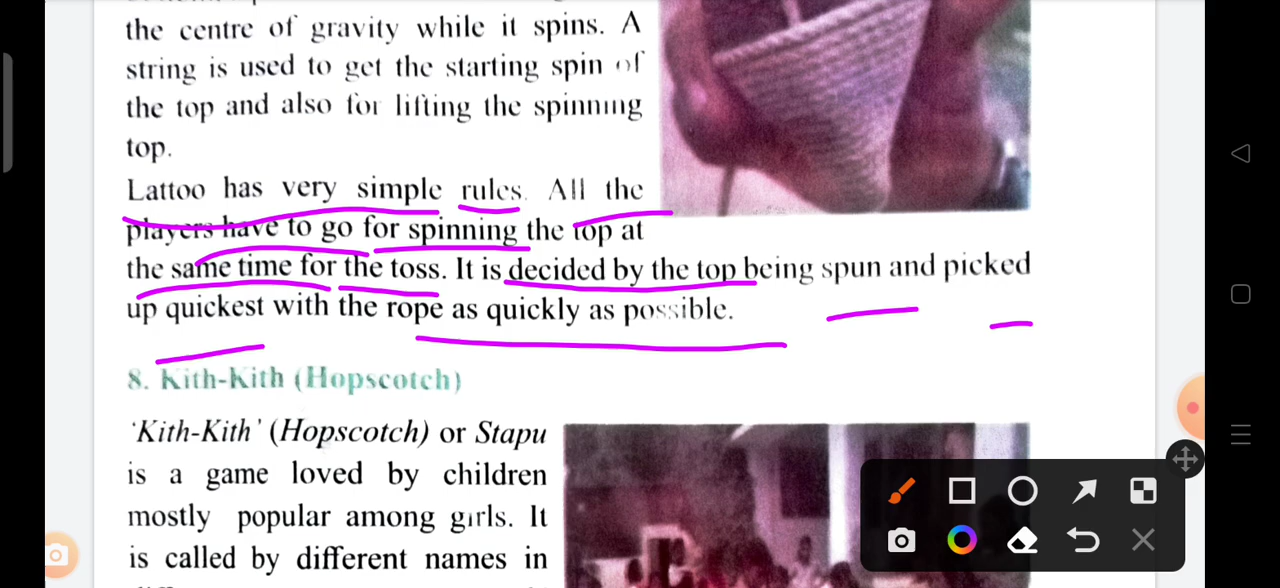 the centre of gravity while it spins. A
string is used to get the starting spin of
the top and also for lifting the spinning
top.
Lattoo has very simple rules. All the
players have to go for spinning the top at
the same time for the toss. It is decided by the top being spun and picked
up quickest with the rope as quickly as possible.
8. Kith-Kith (Hopscotch)
'Kith-Kith' (Hopscotch) or Stapu
is a game loved by children
mostly popular among girls. It
is called by different names in